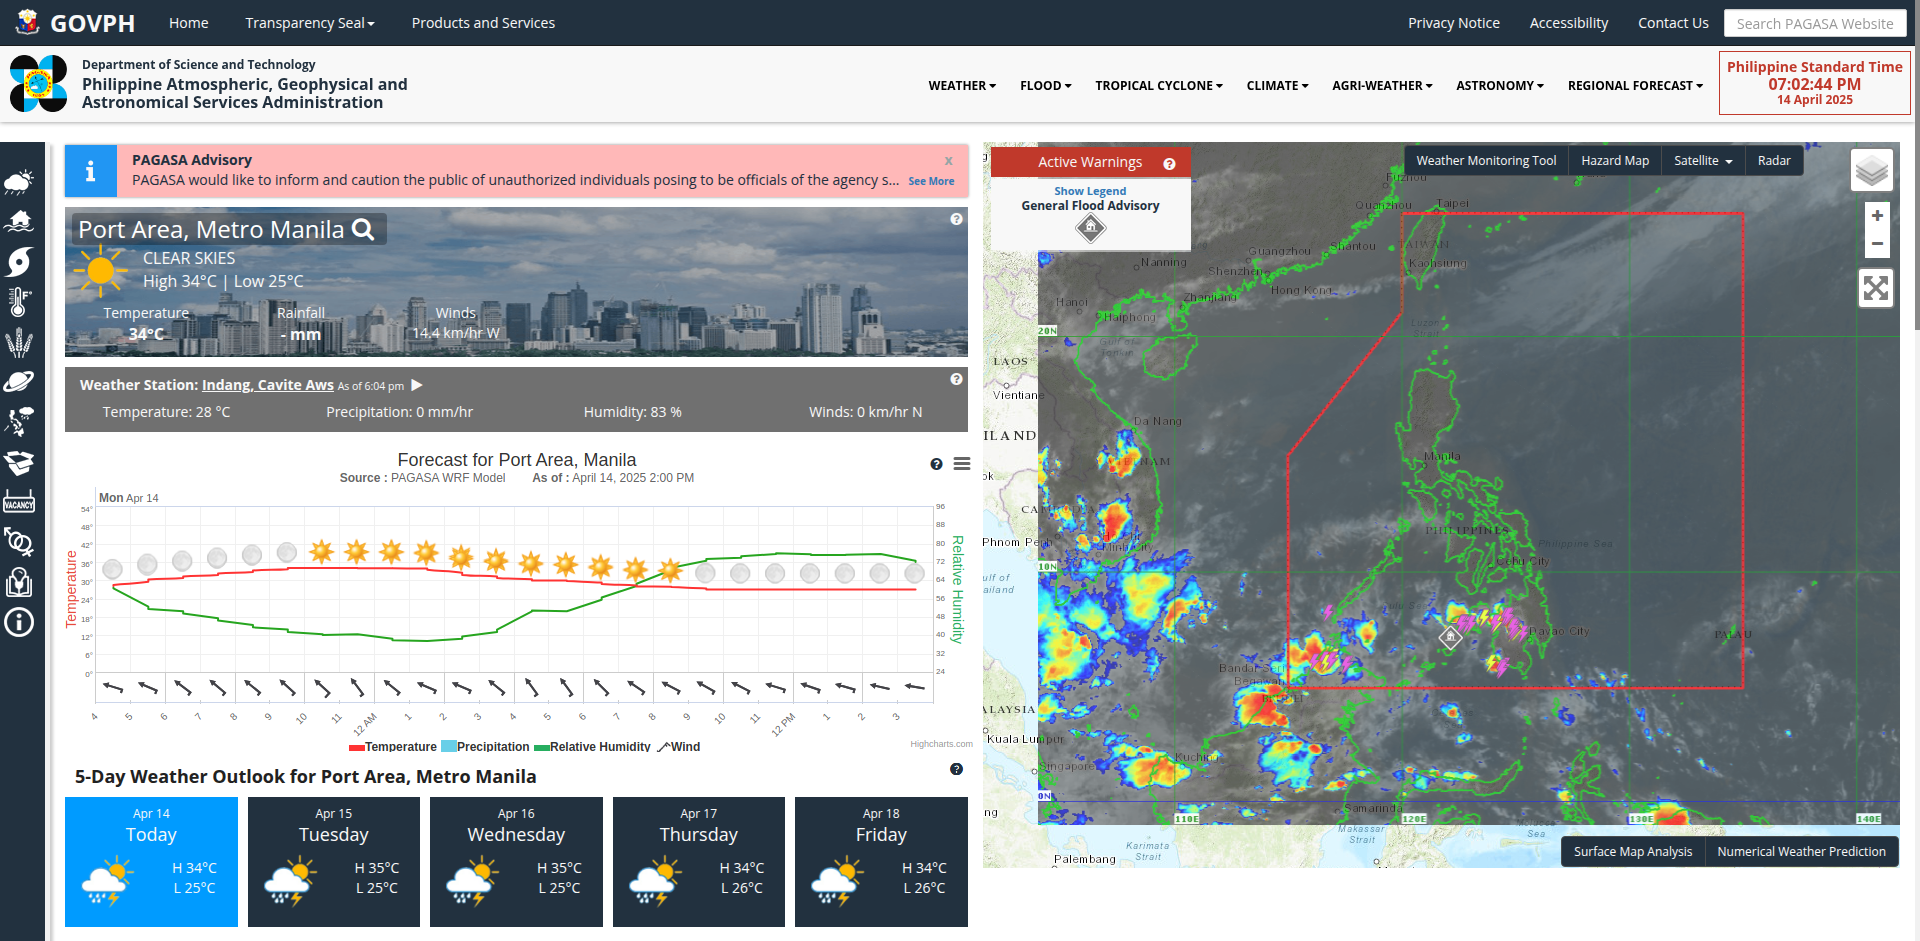 GOVPH
Home
Transparency Seal
Products and Services
Privacy Notice
Accessibility
Contact Us
Search PAGASA Website
Department of Science and Technology
Philippine Atmospheric, Geophysical and
Astronomical Services Administration
WEATHER
FLOOD
TROPICAL CYCLONE
CLIMATE
AGRI-WEATHER
ASTRONOMY
REGIONAL FORECAST
Philippine Standard Time
07:02:44 PM
14 April 2025
VACANCY
PAGASA Advisory
x
PAGASA would like to inform and caution the public of unauthorized individuals posing to be officials of the agency s... See More
Port Area, Metro Manila
CLEAR SKIES
High 34°C | Low 25°C
Temperature
34°C
Rainfall
- mm
Winds
14.4 km/hr W
Weather Station: Indang, Cavite Aws As of 6:04 pm
Temperature: 28 °C
Precipitation: 0 mm/hr
Humidity: 83 %
Winds: 0 km/hr N
Forecast for Port Area, Manila
Source : PAGASA WRF Model As of : April 14, 2025 2:00 PM
Mon Apr 14
Temperature
54°
48°
42°
36°
30°
24°
18°
12°
6°
0°
96
88
80
72
64
56
48
40
32
24
Relative Humidity
4
5
6
7
8
9
10
11
12 AM
1
2
3
4
5
6
7
8
9
10
11
12 PM
1
2
3
Temperature
Precipitation
Relative Humidity
Wind
Highcharts.com
5-Day Weather Outlook for Port Area, Metro Manila
Apr 14
Today
H 34°C
L 25°C
Apr 15
Tuesday
H 35°C
L 25°C
Apr 16
Wednesday
H 35°C
L 25°C
Apr 17
Thursday
H 34°C
L 26°C
Apr 18
Friday
H 34°C
L 26°C
Active Warnings
Show Legend
General Flood Advisory
Weather Monitoring Tool
Hazard Map
Satellite
Radar
+
−
Fuzhou
Quanzhou
Taipei
Guangzhou
Shantou
TAIWAN
Nanning
Shenzhen
Kaohsiung
Hanoi
Zhanjiang
Hong Kong
Haiphong
20N
Luzon
Strait
Gulf of
Tonkin
LAOS
Vientiane
Da Nang
ILAND
VIETNAM
Manila
ok
CAMBODIA
PHILIPPINES
Phnom Penh
Minh City
Philippine Sea
10N
Cebu City
ulf of
ailand
Davao City
PALAU
Bandar Seri
Begawan
BRUNEI
ALAYSIA
Kuala Lumpur
Kuching
Singapore
0N
Samarinda
ng
110E
120E
130E
140E
Makassar
Strait
Sea
Karimata
Strait
Palembang
Surface Map Analysis
Numerical Weather Prediction